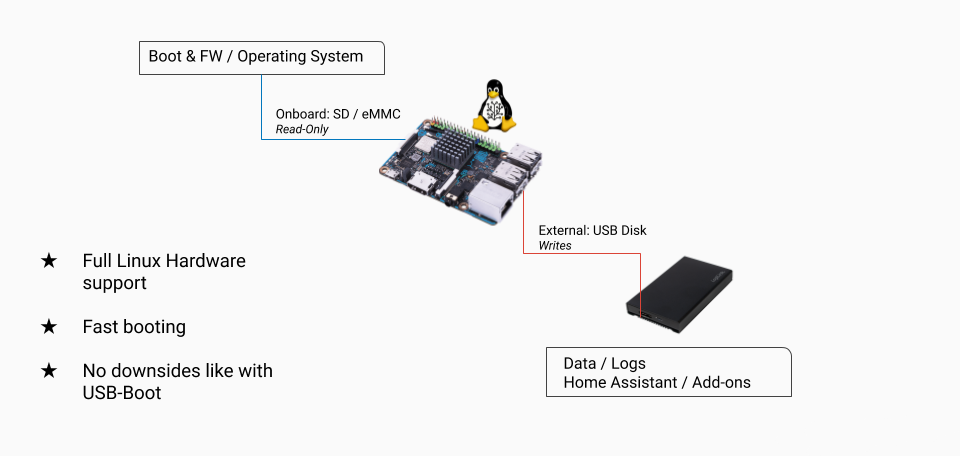 Boot & FW / Operating System
Onboard: SD / eMMC
Read-Only
External: USB Disk
Writes
★ Full Linux Hardware
support
★ Fast booting
★ No downsides like with
USB-Boot
Data / Logs
Home Assistant / Add-ons